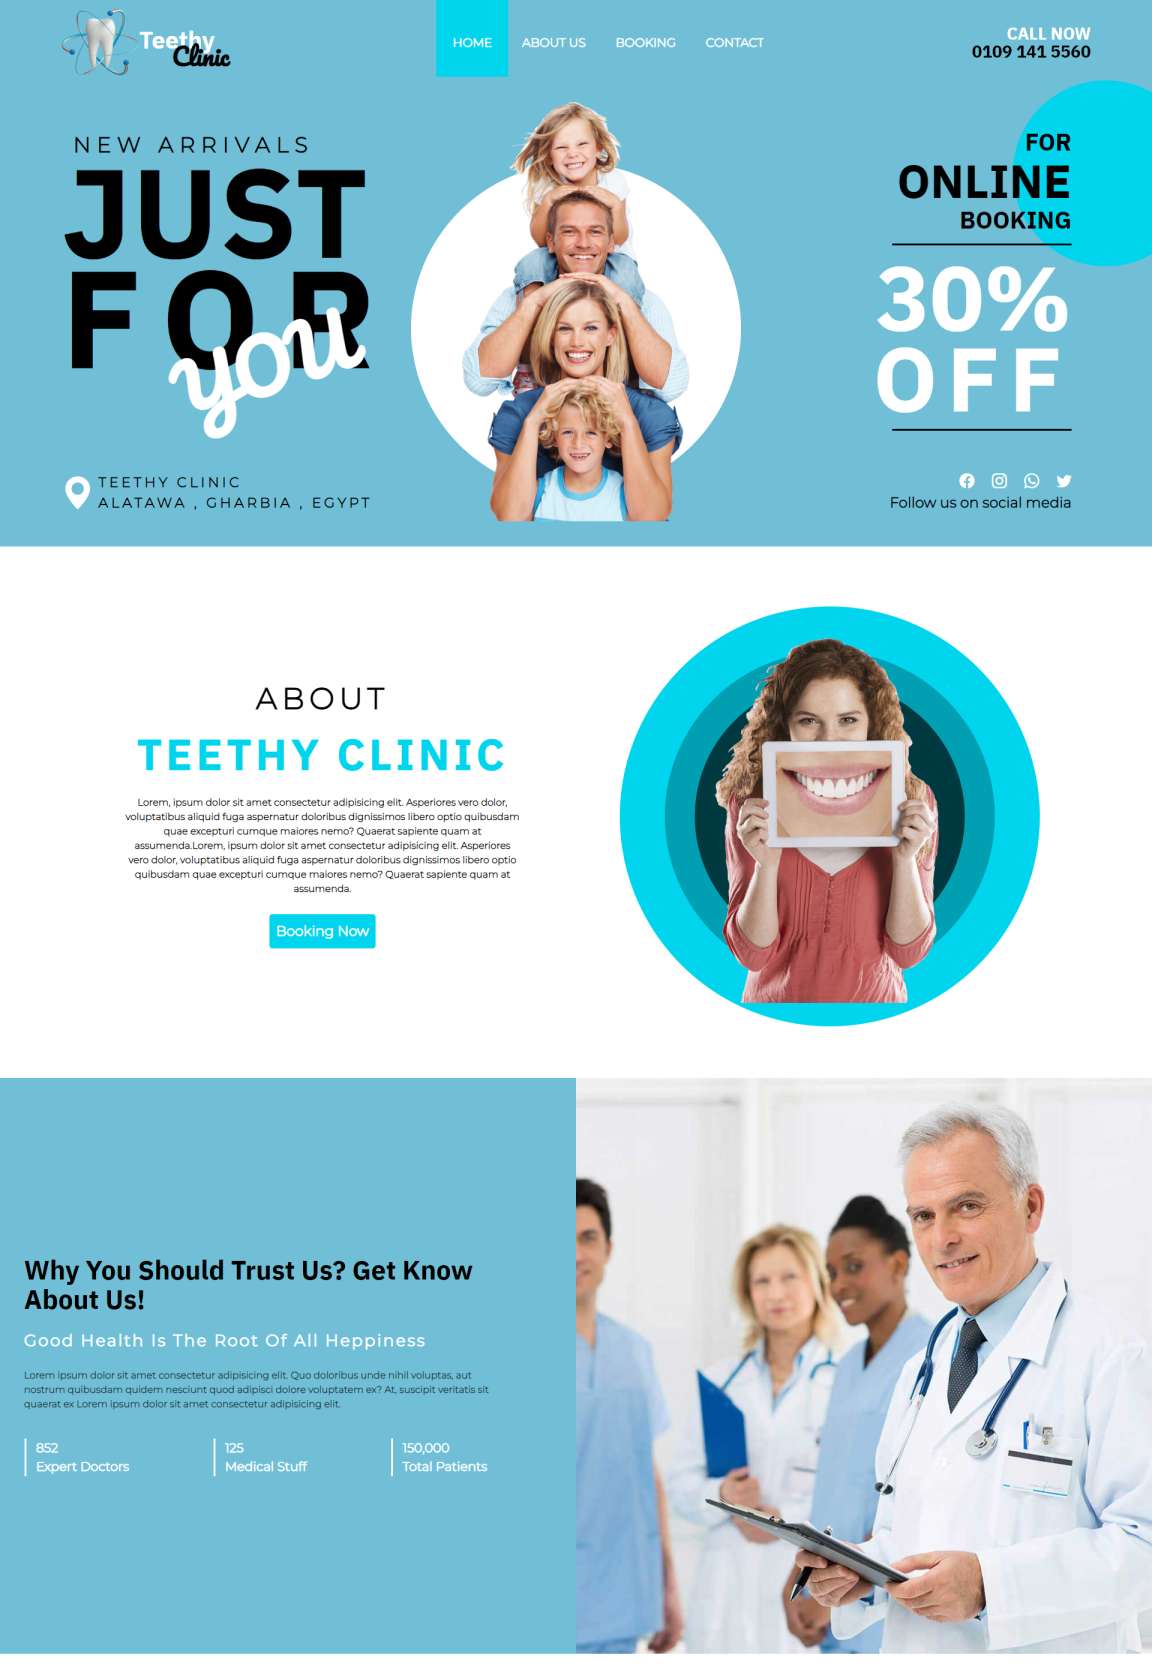 Teethy
Clinic
HOME
ABOUT US
BOOKING
CONTACT
CALL NOW
0109 141 5560
NEW ARRIVALS
JUST
FOR
you
TEETHY CLINIC
ALATAWA , GHARBIA , EGYPT
FOR
ONLINE
BOOKING
30%
OFF
Follow us on social media
ABOUT
TEETHY CLINIC
Lorem, ipsum dolor sit amet consectetur adipisicing elit. Asperiores vero dolor,
voluptatibus aliquid fuga aspernatur doloribus dignissimos libero optio quibusdam
quae excepturi cumque maiores nemo? Quaerat sapiente quam at
assumenda.Lorem, ipsum dolor sit amet consectetur adipisicing elit. Asperiores
vero dolor, voluptatibus aliquid fuga aspernatur doloribus dignissimos libero optio
quibusdam quae excepturi cumque maiores nemo? Quaerat sapiente quam at
assumenda.
Booking Now
Why You Should Trust Us? Get Know
About Us!
Good Health Is The Root Of All Heppiness
Lorem ipsum dolor sit amet consectetur adipisicing elit. Quo doloribus unde nihil voluptas, aut
nostrum quibusdam quidem nesciunt quod adipisci dolore voluptatem ex? At, suscipit veritatis sit
quaerat ex Lorem ipsum dolor sit amet consectetur adipisicing elit.
852
Expert Doctors
125
Medical Stuff
150,000
Total Patients